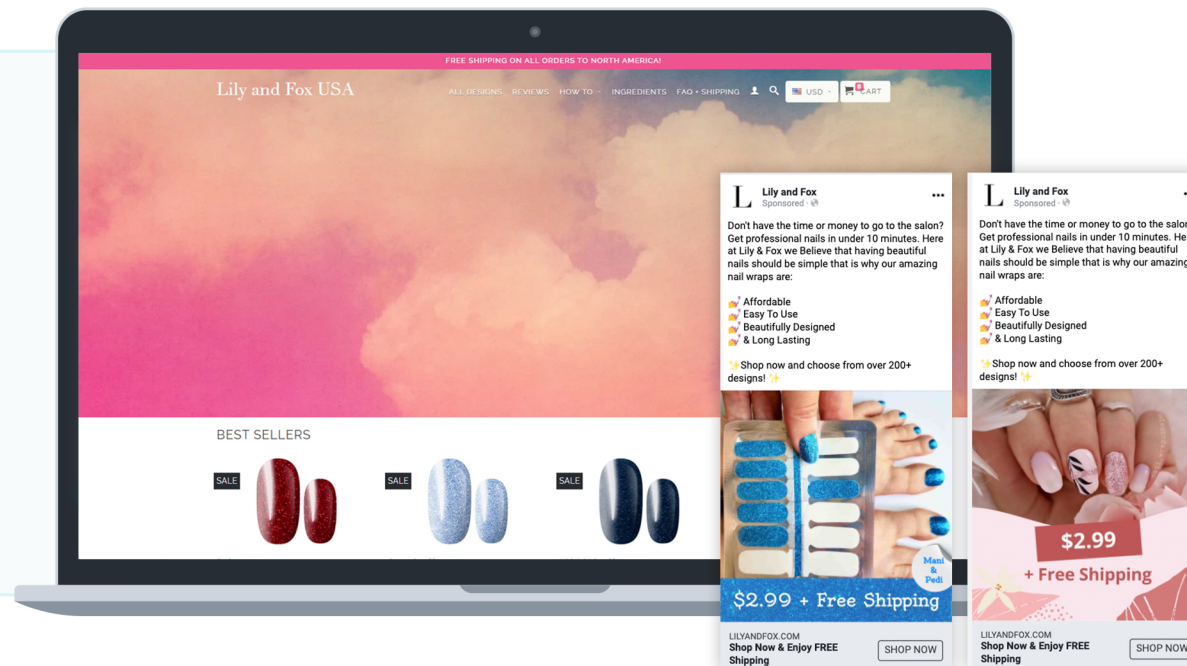 FREE SHIPPING ON ALL ORDERS TO NORTH AMERICA!
Lily and Fox USA
ALL DESIGNS REVIEWS HOW TO INGREDIENTS FAQ + SHIPPING USD 0 CART
BEST SELLERS
SALE
SALE
SALE
L
Lily and Fox
Sponsored ·
Don't have the time or money to go to the salon?
Get professional nails in under 10 minutes. Here
at Lily & Fox we Believe that having beautiful
nails should be simple that is why our amazing
nail wraps are:
💅 Affordable
💅 Easy To Use
💅 Beautifully Designed
💅 & Long Lasting
✨Shop now and choose from over 200+
designs! ✨
Mani
&
Pedi
$2.99 + Free Shipping
LILYANDFOX.COM
Shop Now & Enjoy FREE
Shipping
SHOP NOW
L
Lily and Fox
Sponsored ·
Don't have the time or money to go to the salon
Get professional nails in under 10 minutes. He
at Lily & Fox we Believe that having beautiful
nails should be simple that is why our amazing
nail wraps are:
💅 Affordable
💅 Easy To Use
💅 Beautifully Designed
💅 & Long Lasting
✨Shop now and choose from over 200+
designs! ✨
$2.99
+ Free Shipping
LILYANDFOX.COM
Shop Now & Enjoy FREE
Shipping
SHOP NOW